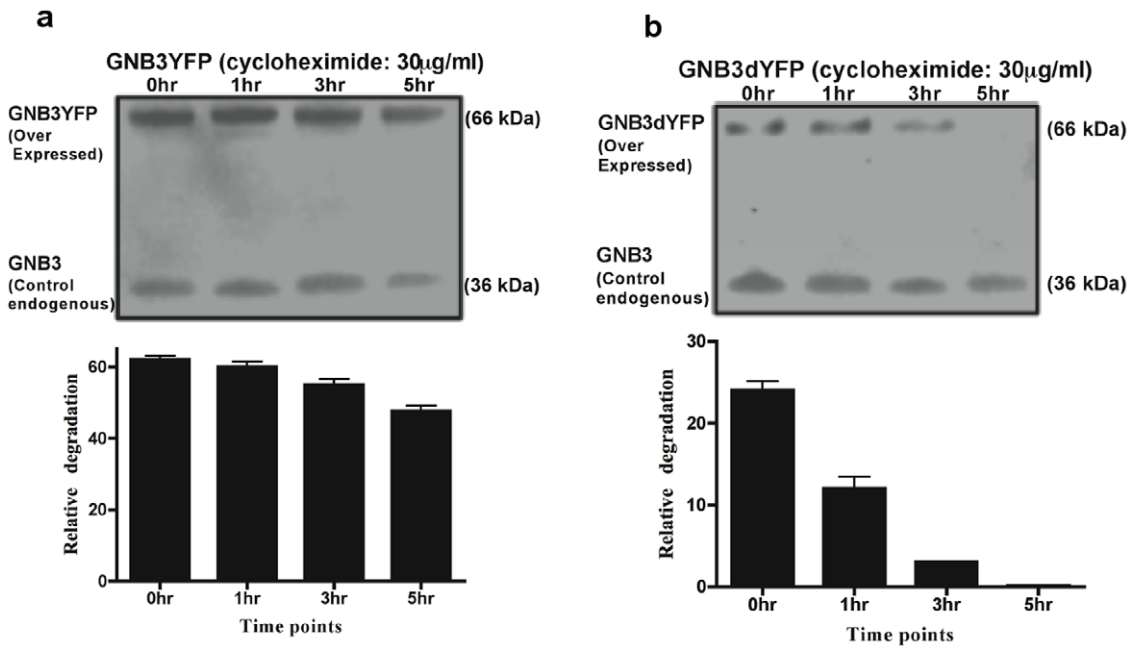 a
GNB3YFP (cycloheximide: 30µg/ml)
0hr 1hr 3hr 5hr
GNB3YFP
(Over
Expressed)
(66 kDa)
GNB3
(Control
endogenous)
(36 kDa)
60
40
20
0
Relative degradation
0hr 1hr 3hr 5hr
Time points
b
GNB3dYFP (cycloheximide: 30µg/ml)
0hr 1hr 3hr 5hr
GNB3dYFP
(Over
Expressed)
(66 kDa)
GNB3
(Control
endogenous)
(36 kDa)
30
20
10
0
Relative degradation
0hr 1hr 3hr 5hr
Time points